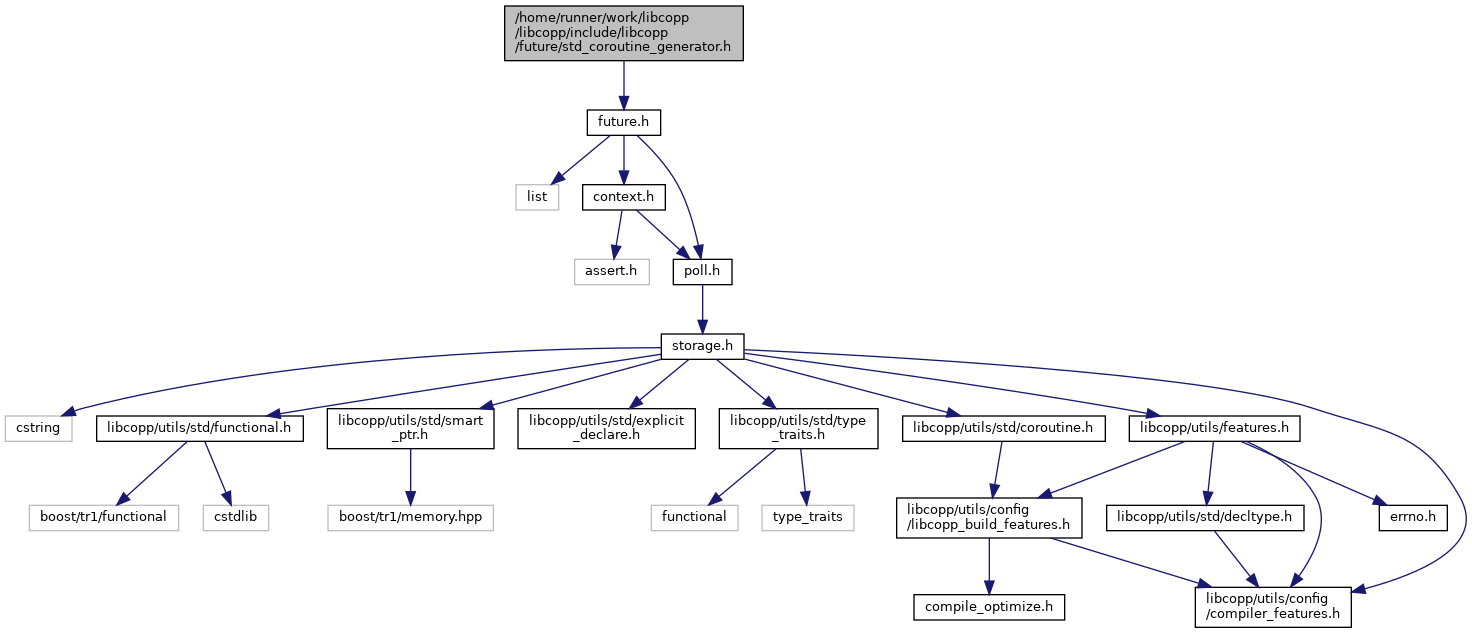 /home/runner/work/libcopp
/libcopp/include/libcopp
/future/std_coroutine_generator.h
future.h
list
context.h
assert.h
poll.h
storage.h
cstring
libcopp/utils/std/functional.h
libcopp/utils/std/smart
_ptr.h
libcopp/utils/std/explicit
_declare.h
libcopp/utils/std/type
_traits.h
libcopp/utils/std/coroutine.h
libcopp/utils/features.h
boost/tr1/functional
cstdlib
boost/tr1/memory.hpp
functional
type_traits
libcopp/utils/config
/libcopp_build_features.h
libcopp/utils/std/decltype.h
errno.h
compile_optimize.h
libcopp/utils/config
/compiler_features.h